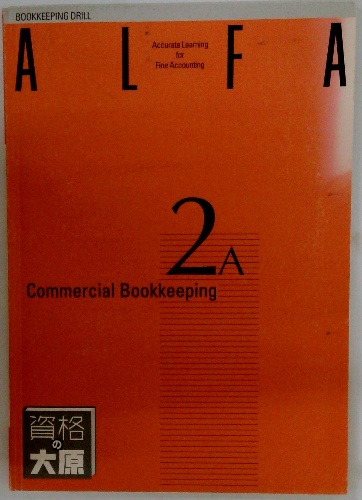 BOOKKEEPING DRILL
A L F A
Accurate Learning
for
Fine Accounting
2A
Commercial Bookkeeping
資格
の
大原